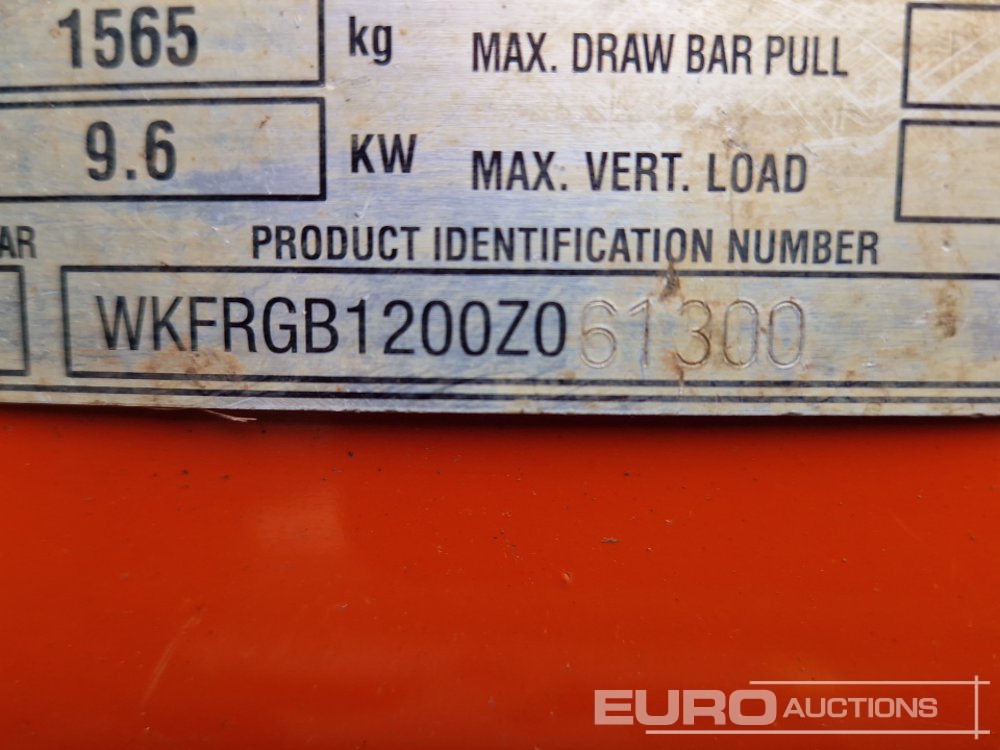 1565 kg MAX. DRAW BAR PULL
9.6 KW MAX. VERT. LOAD
AR PRODUCT IDENTIFICATION NUMBER
WKFRGB1200Z061300
EURO AUCTIONS